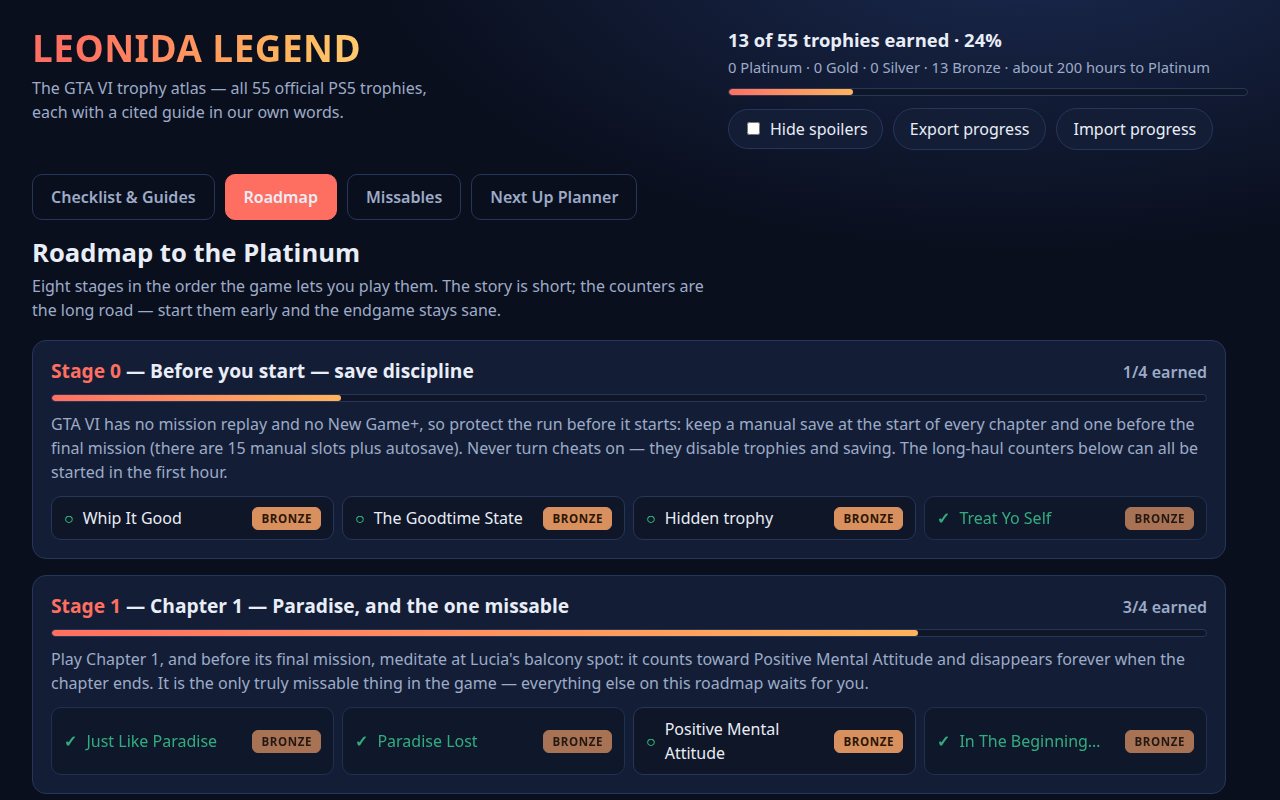 LEONIDA LEGEND
The GTA VI trophy atlas — all 55 official PS5 trophies,
each with a cited guide in our own words.
13 of 55 trophies earned · 24%
0 Platinum · 0 Gold · 0 Silver · 13 Bronze · about 200 hours to Platinum
Hide spoilers
Export progress
Import progress
Checklist & Guides
Roadmap
Missables
Next Up Planner
Roadmap to the Platinum
Eight stages in the order the game lets you play them. The story is short; the counters are
the long road — start them early and the endgame stays sane.
Stage 0 — Before you start — save discipline
1/4 earned
GTA VI has no mission replay and no New Game+, so protect the run before it starts: keep a manual save at the start of every chapter and one before the
final mission (there are 15 manual slots plus autosave). Never turn cheats on — they disable trophies and saving. The long-haul counters below can all be
started in the first hour.
○ Whip It Good BRONZE
○ The Goodtime State BRONZE
○ Hidden trophy BRONZE
✓ Treat Yo Self BRONZE
Stage 1 — Chapter 1 — Paradise, and the one missable
3/4 earned
Play Chapter 1, and before its final mission, meditate at Lucia's balcony spot: it counts toward Positive Mental Attitude and disappears forever when the
chapter ends. It is the only truly missable thing in the game — everything else on this roadmap waits for you.
✓ Just Like Paradise BRONZE
✓ Paradise Lost BRONZE
○ Positive Mental
Attitude BRONZE
✓ In The Beginning... BRONZE